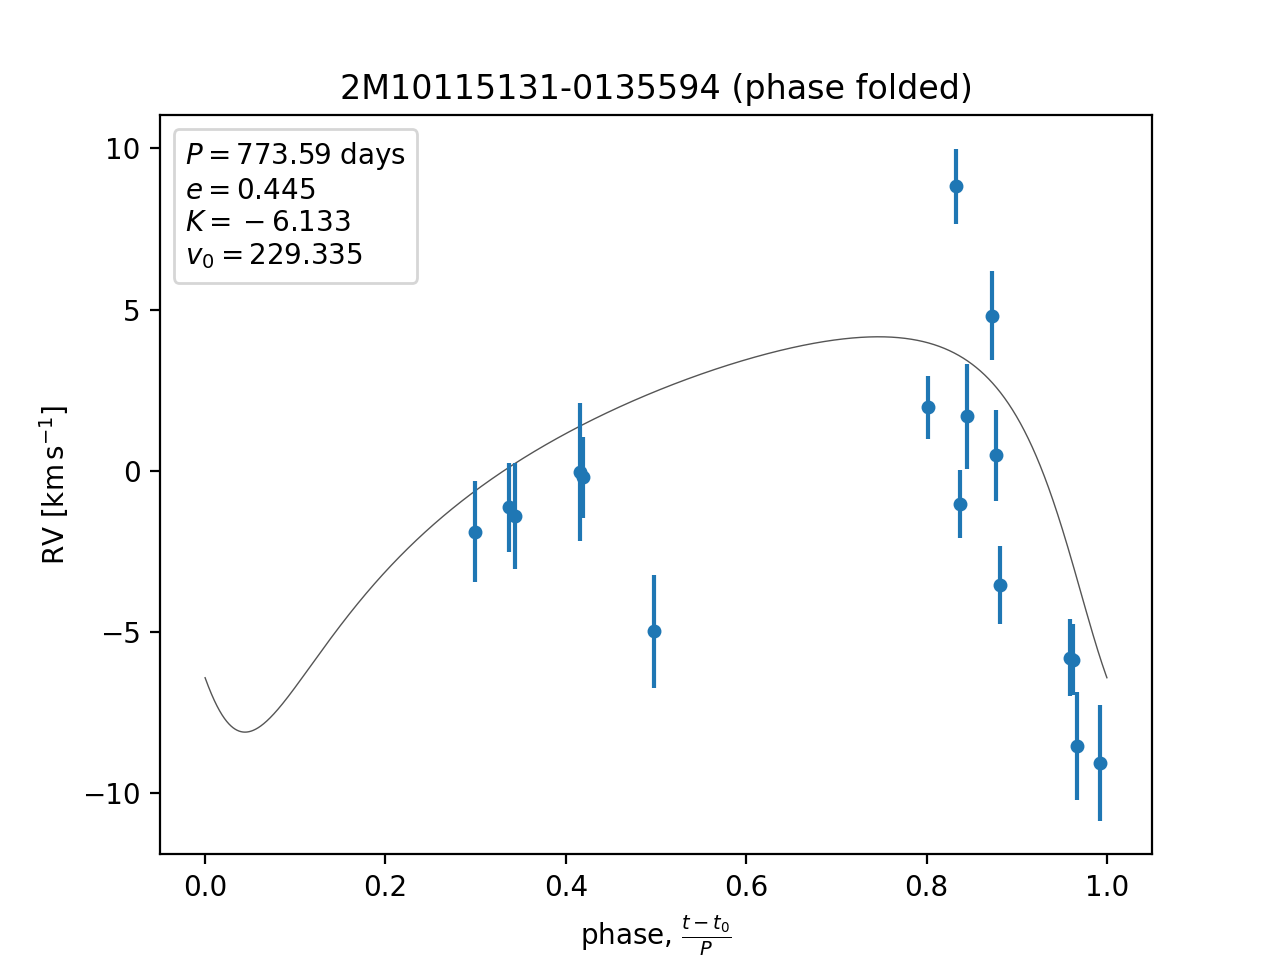 2M10115131-0135594 (phase folded)
P = 773.59 days
e = 0.445
K = −6.133
v₀ = 229.335
RV [km s⁻¹]
10
5
0
−5
−10
0.0 0.2 0.4 0.6 0.8 1.0
phase, (t − t₀)/P